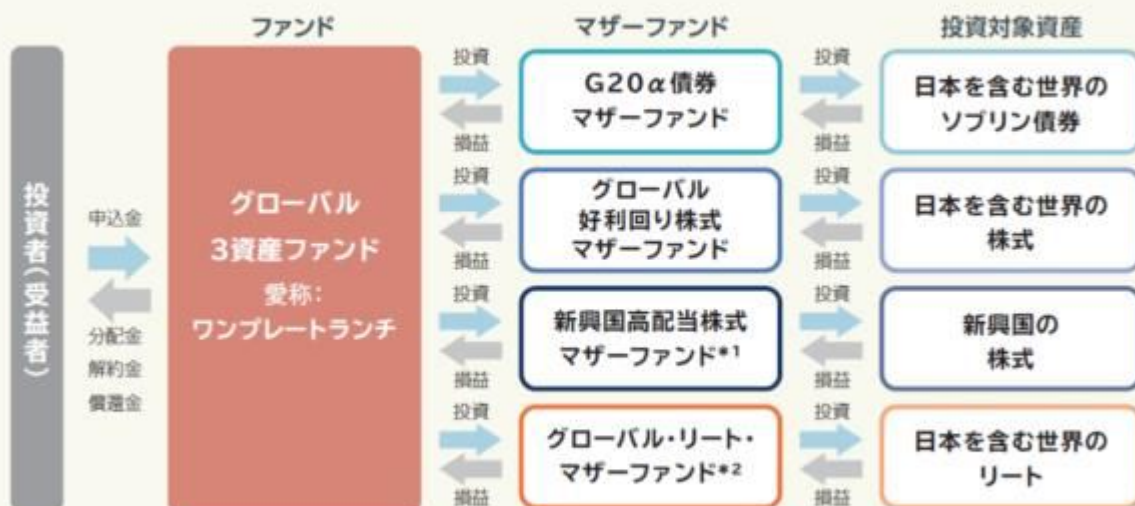 ファンド
マザーファンド
投資対象資産
投資者(受益者)
申込金
分配金
解約金
償還金
グローバル
3資産ファンド
愛称:
ワンプレートランチ
投資
損益
G20α債券
マザーファンド
投資
損益
日本を含む世界の
ソブリン債券
投資
損益
グローバル
好利回り株式
マザーファンド
投資
損益
日本を含む世界の
株式
投資
損益
新興国高配当株式
マザーファンド*1
投資
損益
新興国の
株式
投資
損益
グローバル・リート・
マザーファンド*2
投資
損益
日本を含む世界の
リート